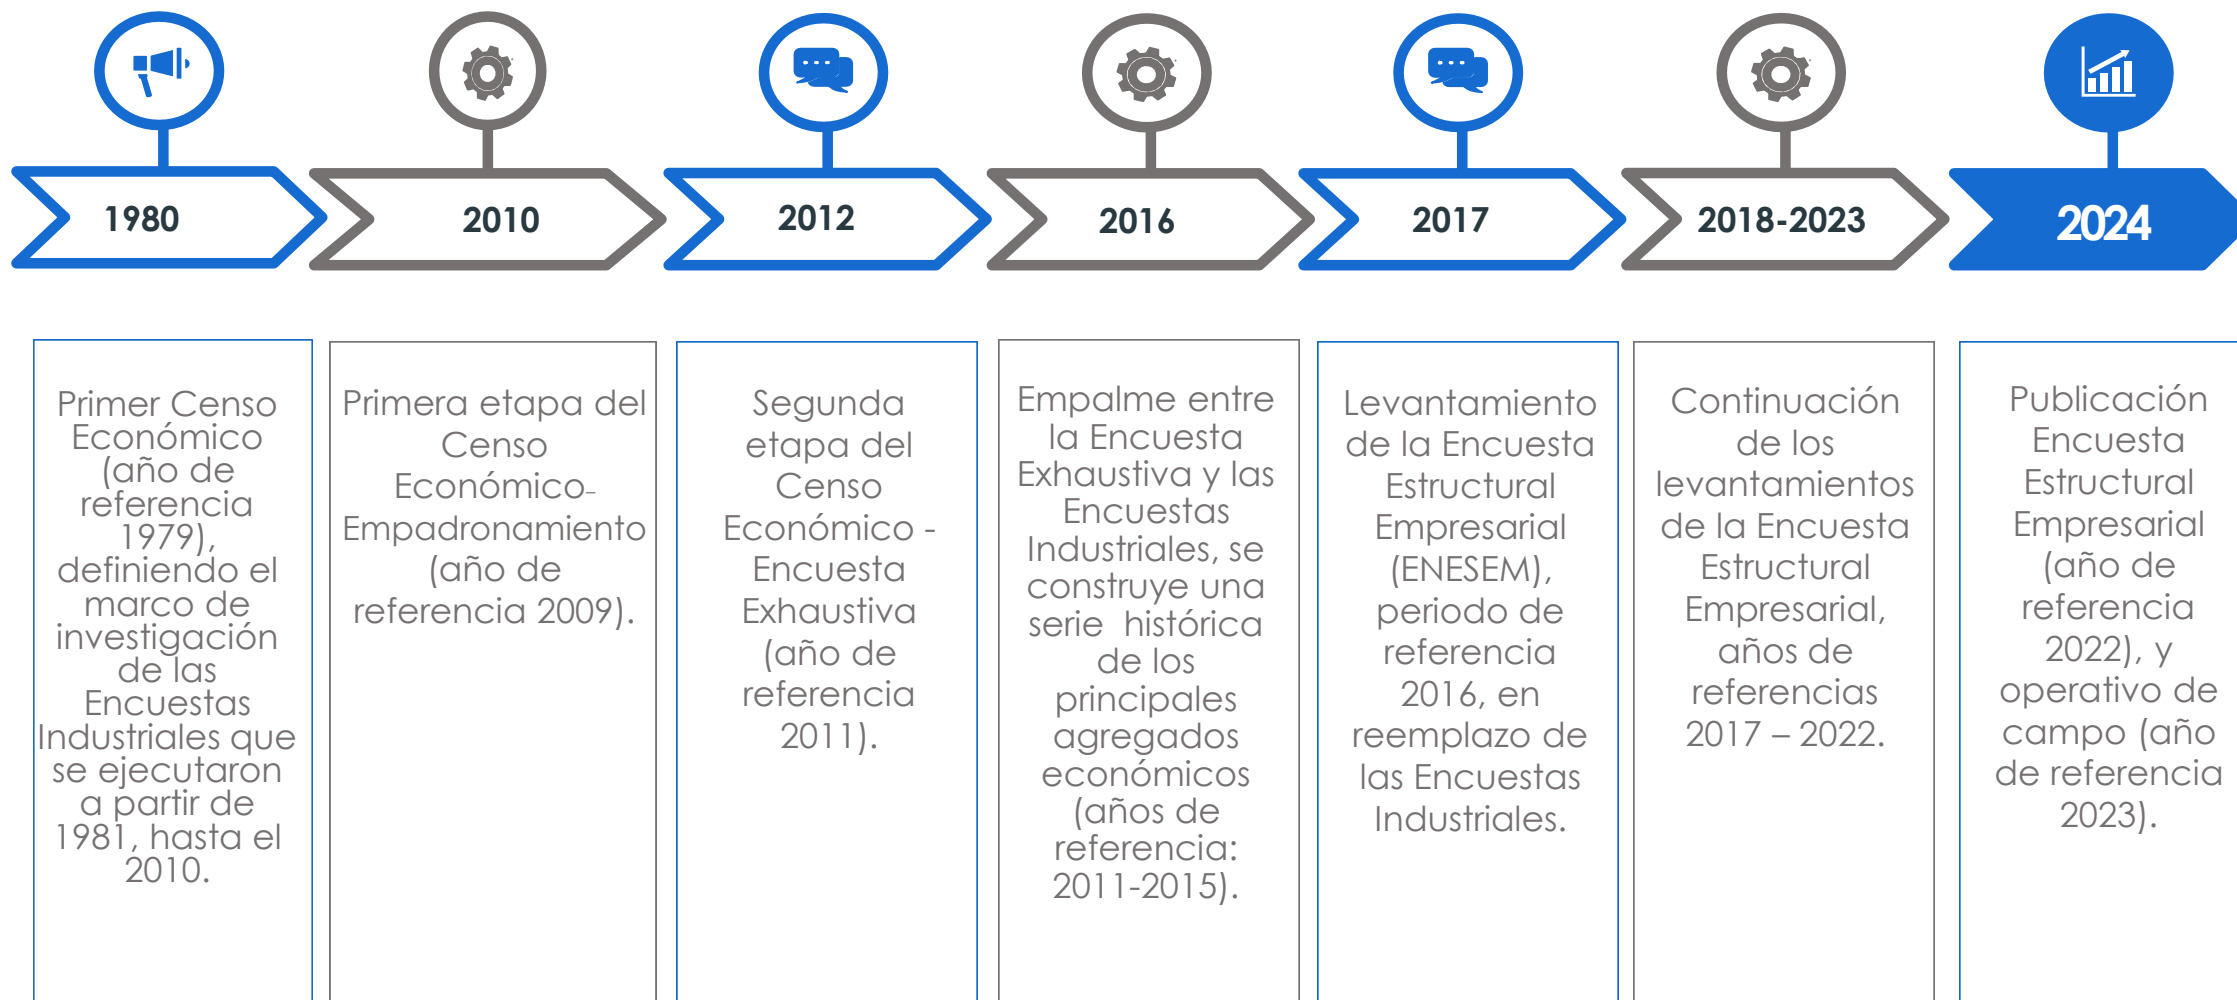 1980
2010
2012
2016
2017
2018-2023
2024
Primer Censo
Económico
(año de
referencia
1979),
definiendo el
marco de
investigación
de las
Encuestas
Industriales que
se ejecutaron
a partir de
1981, hasta el
2010.
Primera etapa del
Censo
Económico-
Empadronamiento
(año de
referencia 2009).
Segunda
etapa del
Censo
Económico -
Encuesta
Exhaustiva
(año de
referencia
2011).
Empalme entre
la Encuesta
Exhaustiva y las
Encuestas
Industriales, se
construye una
serie histórica
de los
principales
agregados
económicos
(años de
referencia:
2011-2015).
Levantamiento
de la Encuesta
Estructural
Empresarial
(ENESEM),
periodo de
referencia
2016, en
reemplazo de
las Encuestas
Industriales.
Continuación
de los
levantamientos
de la Encuesta
Estructural
Empresarial,
años de
referencias
2017 – 2022.
Publicación
Encuesta
Estructural
Empresarial
(año de
referencia
2022), y
operativo de
campo (año
de referencia
2023).